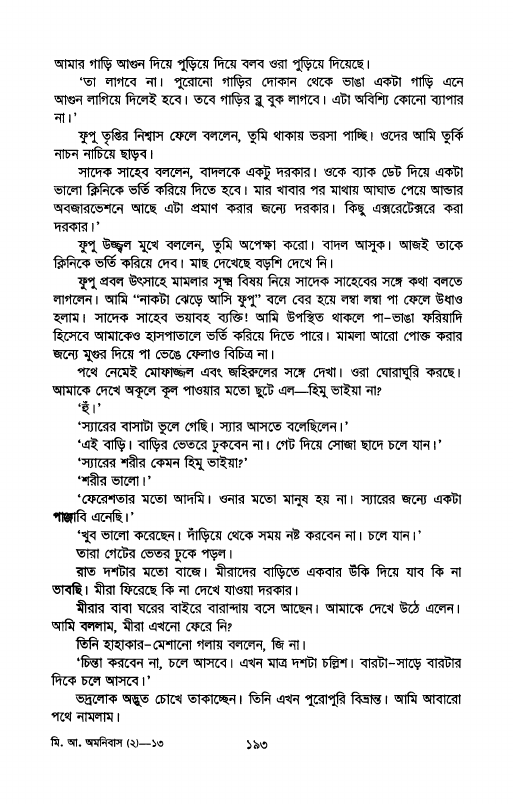 আমার গাড়ি আগুন দিয়ে পুড়িয়ে দিয়ে বলব ওরা পুড়িয়ে দিয়েছে।
‘তা লাগবে না। পুরোনো গাড়ির দোকান থেকে ভাঙা একটা গাড়ি এনে
আগুন লাগিয়ে দিলেই হবে। তবে গাড়ির ব্লু বুক লাগবে। এটা অবিশ্যি কোনো ব্যাপার
না।’
ফুপু তৃপ্তির নিশ্বাস ফেলে বললেন, তুমি থাকায় ভরসা পাচ্ছি। ওদের আমি তুর্কি
নাচন নাচিয়ে ছাড়ব।
সাদেক সাহেব বললেন, বাদলকে একটু দরকার। ওকে ব্যাক ডেট দিয়ে একটা
ভালো ক্লিনিকে ভর্তি করিয়ে দিতে হবে। মার খাবার পর মাথায় আঘাত পেয়ে আন্ডার
অবজারভেশনে আছে এটা প্রমাণ করার জন্যে দরকার। কিছু এক্সরেটেক্সরে করা
দরকার।’
ফুপু উজ্জ্বল মুখে বললেন, তুমি অপেক্ষা করো। বাদল আসুক। আজই তাকে
ক্লিনিকে ভর্তি করিয়ে দেব। মাছ দেখেছে বড়শি দেখে নি।
ফুপু প্রবল উৎসাহে মামলার সূক্ষ্ম বিষয় নিয়ে সাদেক সাহেবের সঙ্গে কথা বলতে
লাগলেন। আমি “নাকটা ঝেড়ে আসি ফুপু” বলে বের হয়ে লম্বা লম্বা পা ফেলে উধাও
হলাম। সাদেক সাহেব ভয়াবহ ব্যক্তি! আমি উপস্থিত থাকলে পা–ভাঙা ফরিয়াদি
হিসেবে আমাকেও হাসপাতালে ভর্তি করিয়ে দিতে পারে। মামলা আরো পোক্ত করার
জন্যে মুগুর দিয়ে পা ভেঙে ফেলাও বিচিত্র না।
পথে নেমেই মোফাজ্জল এবং জহিরুলের সঙ্গে দেখা। ওরা ঘোরাঘুরি করছে।
আমাকে দেখে অকূলে কূল পাওয়ার মতো ছুটে এল—হিমু ভাইয়া না?
‘হুঁ।’
‘স্যারের বাসাটা ভুলে গেছি। স্যার আসতে বলেছিলেন।’
‘এই বাড়ি। বাড়ির ভেতরে ঢুকবেন না। গেট দিয়ে সোজা ছাদে চলে যান।’
‘স্যারের শরীর কেমন হিমু ভাইয়া?’
‘শরীর ভালো।’
‘ফেরেশতার মতো আদমি। ওনার মতো মানুষ হয় না। স্যারের জন্যে একটা
পাঞ্জাবি এনেছি।’
‘খুব ভালো করেছেন। দাঁড়িয়ে থেকে সময় নষ্ট করবেন না। চলে যান।’
তারা গেটের ভেতর ঢুকে পড়ল।
রাত দশটার মতো বাজে। মীরাদের বাড়িতে একবার উঁকি দিয়ে যাব কি না
ভাবছি। মীরা ফিরেছে কি না দেখে যাওয়া দরকার।
মীরার বাবা ঘরের বাইরে বারান্দায় বসে আছেন। আমাকে দেখে উঠে এলেন।
আমি বললাম, মীরা এখনো ফেরে নি?
তিনি হাহাকার–মেশানো গলায় বললেন, জি না।
‘চিন্তা করবেন না, চলে আসবে। এখন মাত্র দশটা চল্লিশ। বারটা–সাড়ে বারটার
দিকে চলে আসবে।’
ভদ্রলোক অদ্ভুত চোখে তাকাচ্ছেন। তিনি এখন পুরোপুরি বিভ্রান্ত। আমি আবারো
পথে নামলাম।
মি. আ. অমনিবাস (২)—১৩
১৯৩